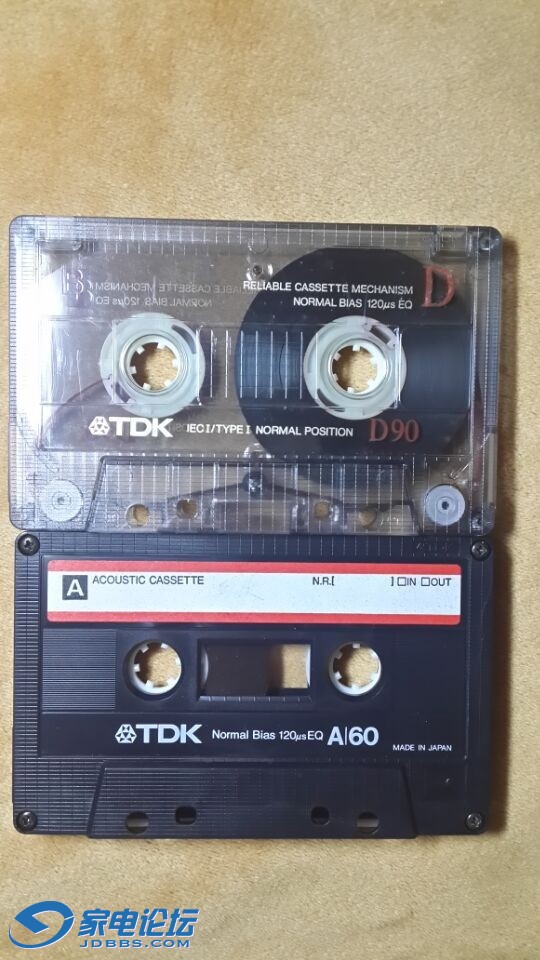 RELIABLE CASSETTE MECHANISM
NORMAL BIAS 120µs EQ
D
TDK IEC I/TYPE I NORMAL POSITION D90
A ACOUSTIC CASSETTE N.R.[ ] □IN □OUT
TDK Normal Bias 120µs EQ A|60
MADE IN JAPAN
家电论坛
JDBBS.COM